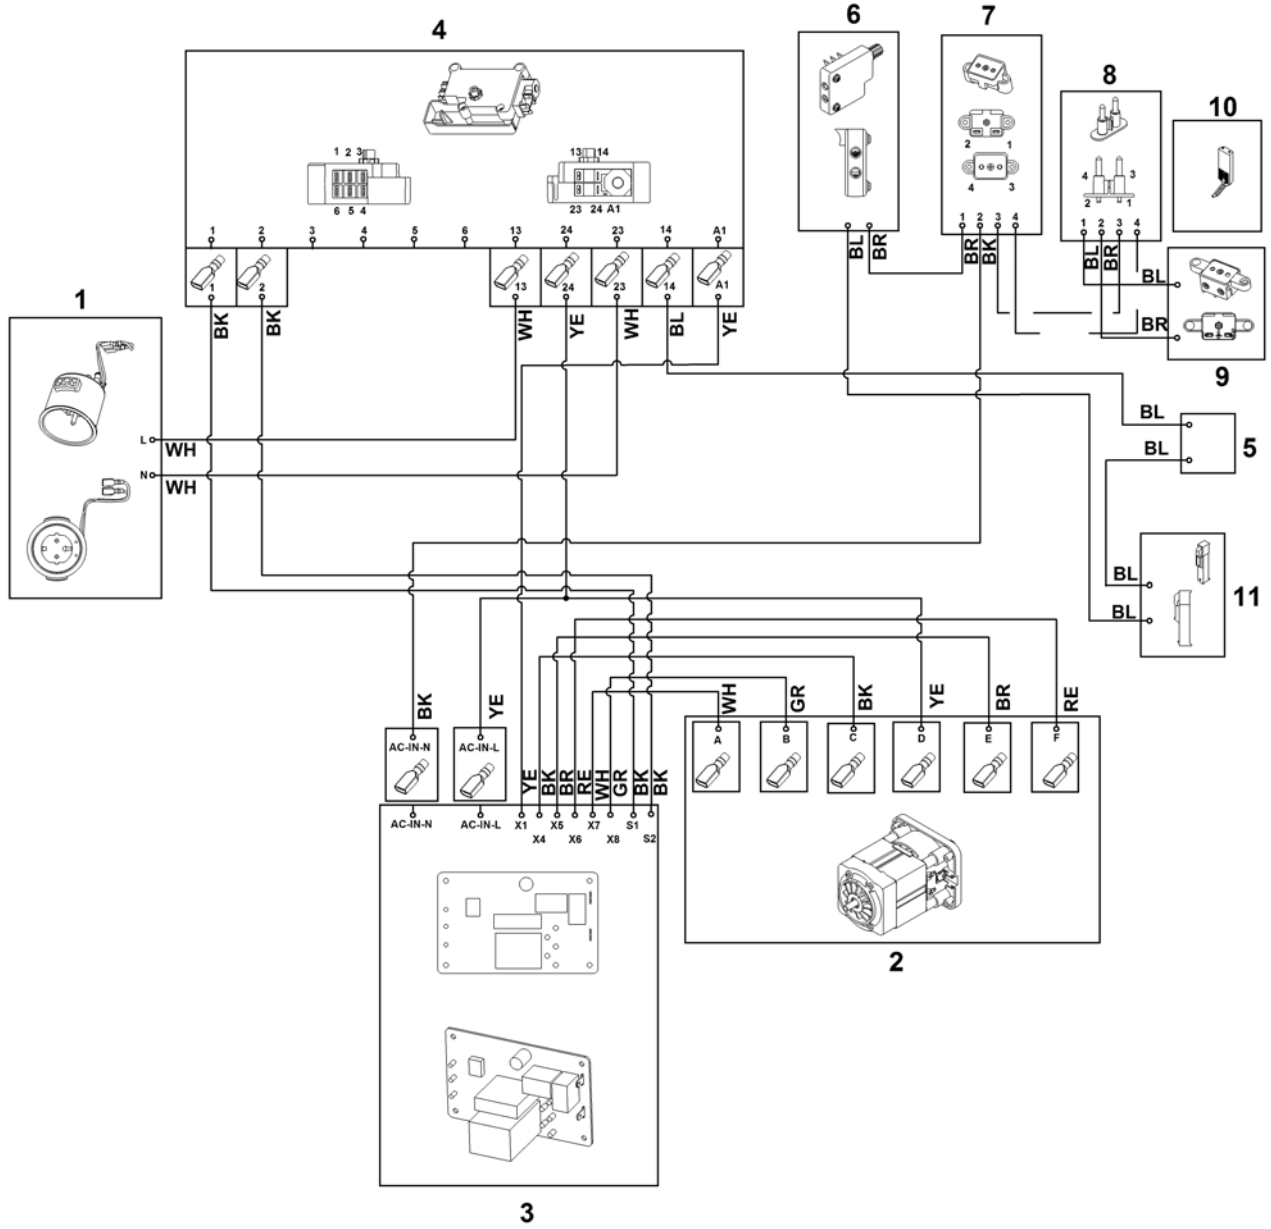 4
6
7
8
10
1 2 3
13 14
6 5 4
23 24 A1
2 1
4 3
4 3
2 1
1 2 3 4 5 6 13 24 23 14 A1
1 2 3 4
1 2 3 4
1 2 13 24 23 14 A1
BK BK WH YE WH BL YE
BL BR
BR BK
BL BR
BL
BR
9
1
L WH
N WH
BL
BL
5
BL
BL
11
BK YE
WH GR BK YE BR RE
AC-IN-N AC-IN-L
A B C D E F
YE BK BR RE WH GR BK BK
AC-IN-N AC-IN-L X1 X5 X7 S1
X4 X6 X8 S2
2
3